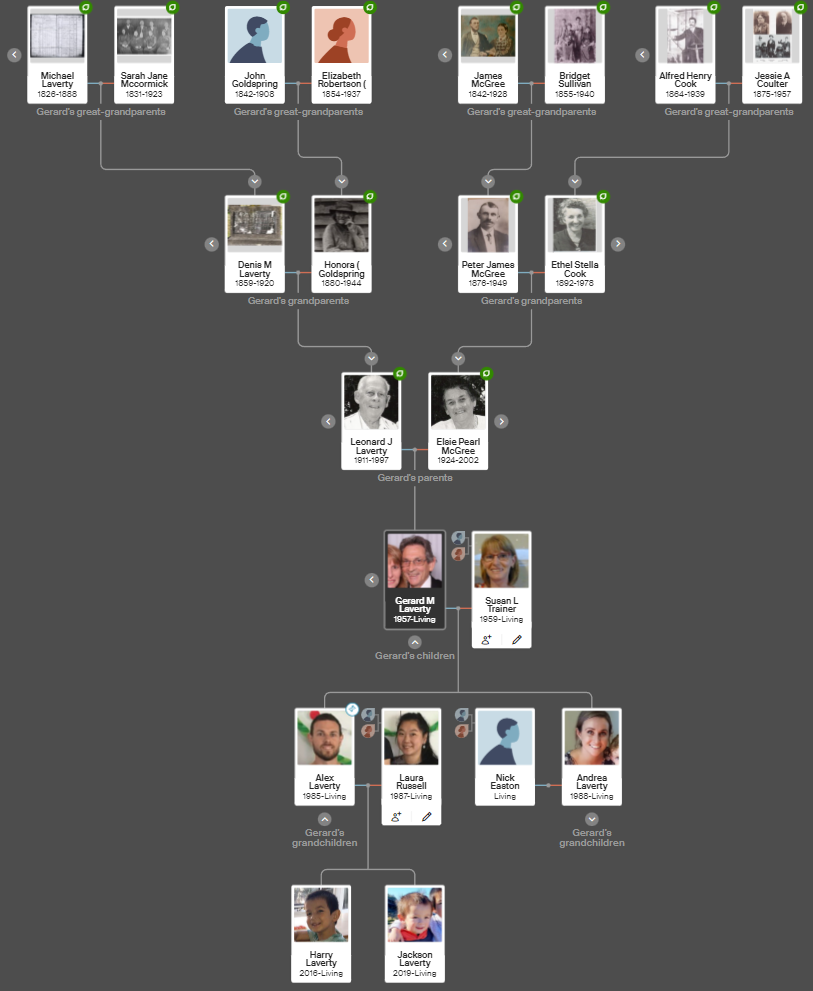 Michael
Laverty
1826-1888
Sarah Jane
Mccormick
1831-1923
John
Goldspring
1842-1908
Elizabeth
Robertson (
1854-1937
James
McGree
1842-1928
Bridget
Sullivan
1855-1940
Alfred Henry
Cook
1864-1939
Jessie A
Coulter
1875-1957
Gerard's great-grandparents
Gerard's great-grandparents
Gerard's great-grandparents
Gerard's great-grandparents
Denis M
Laverty
1859-1920
Honora (
Goldspring
1880-1944
Peter James
McGree
1876-1949
Ethel Stella
Cook
1892-1978
Gerard's grandparents
Gerard's grandparents
Leonard J
Laverty
1911-1997
Elsie Pearl
McGree
1924-2002
Gerard's parents
Gerard M
Laverty
1957-Living
Susan L
Trainer
1959-Living
Gerard's children
Alex
Laverty
1985-Living
Laura
Russell
1987-Living
Nick
Easton
Living
Andrea
Laverty
1988-Living
Gerard's
grandchildren
Gerard's
grandchildren
Harry
Laverty
2016-Living
Jackson
Laverty
2019-Living